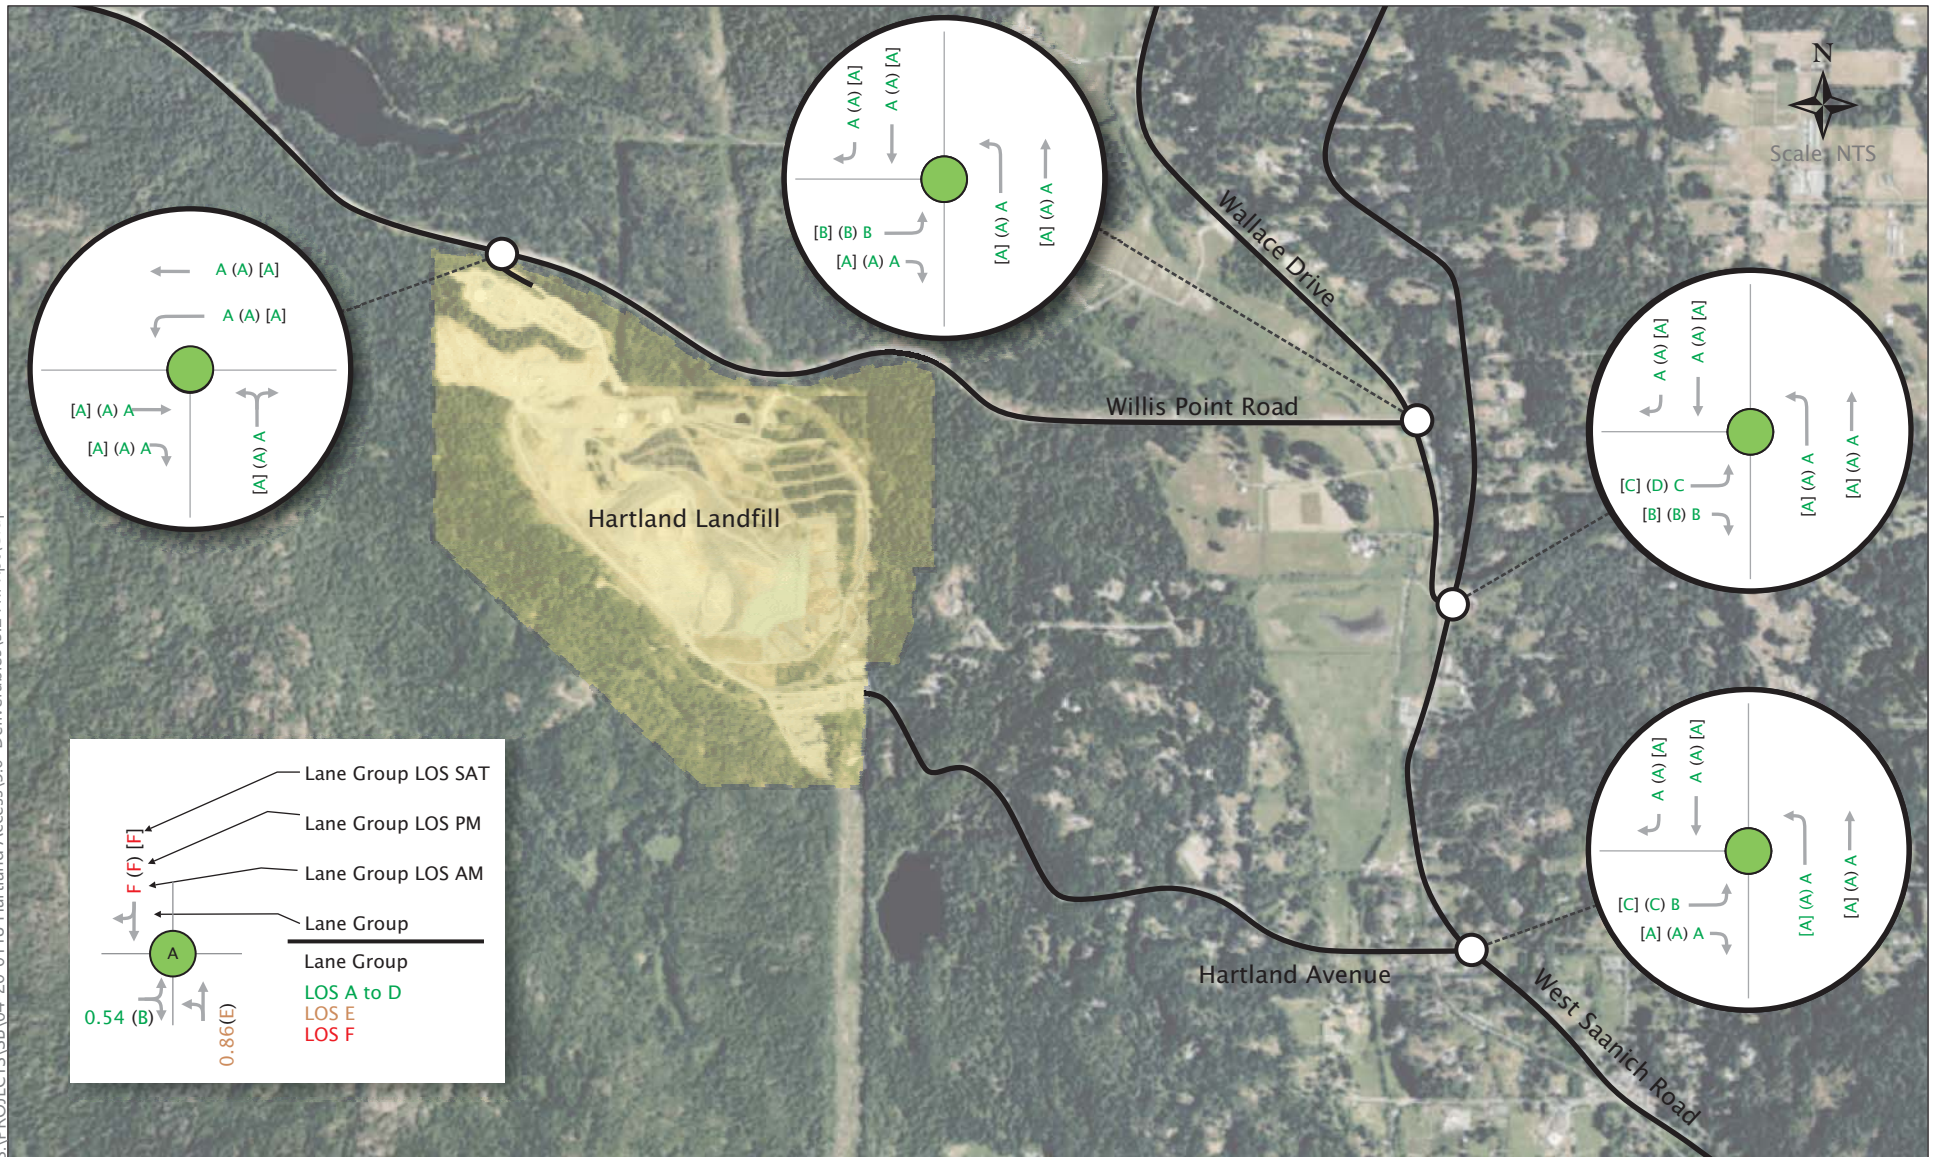 N
Scale: NTS
A (A) [A]
A (A) [A]
[B] (B) B
[A] (A) A
[A] (A) A
[A] (A) A
Wallace Drive
A (A) [A]
A (A) [A]
[A] (A) A
[A] (A) A
[A] (A) A
Willis Point Road
A (A) [A]
A (A) [A]
[C] (D) C
[B] (B) B
[A] (A) A
[A] (A) A
Hartland Landfill
A (A) [A]
A (A) [A]
[C] (C) B
[A] (A) A
[A] (A) A
[A] (A) A
Hartland Avenue
West Saanich Road
Lane Group LOS SAT
Lane Group LOS PM
Lane Group LOS AM
Lane Group
F (F) [F]
A
0.54 (B)
0.86(E)
Lane Group
LOS A to D
LOS E
LOS F